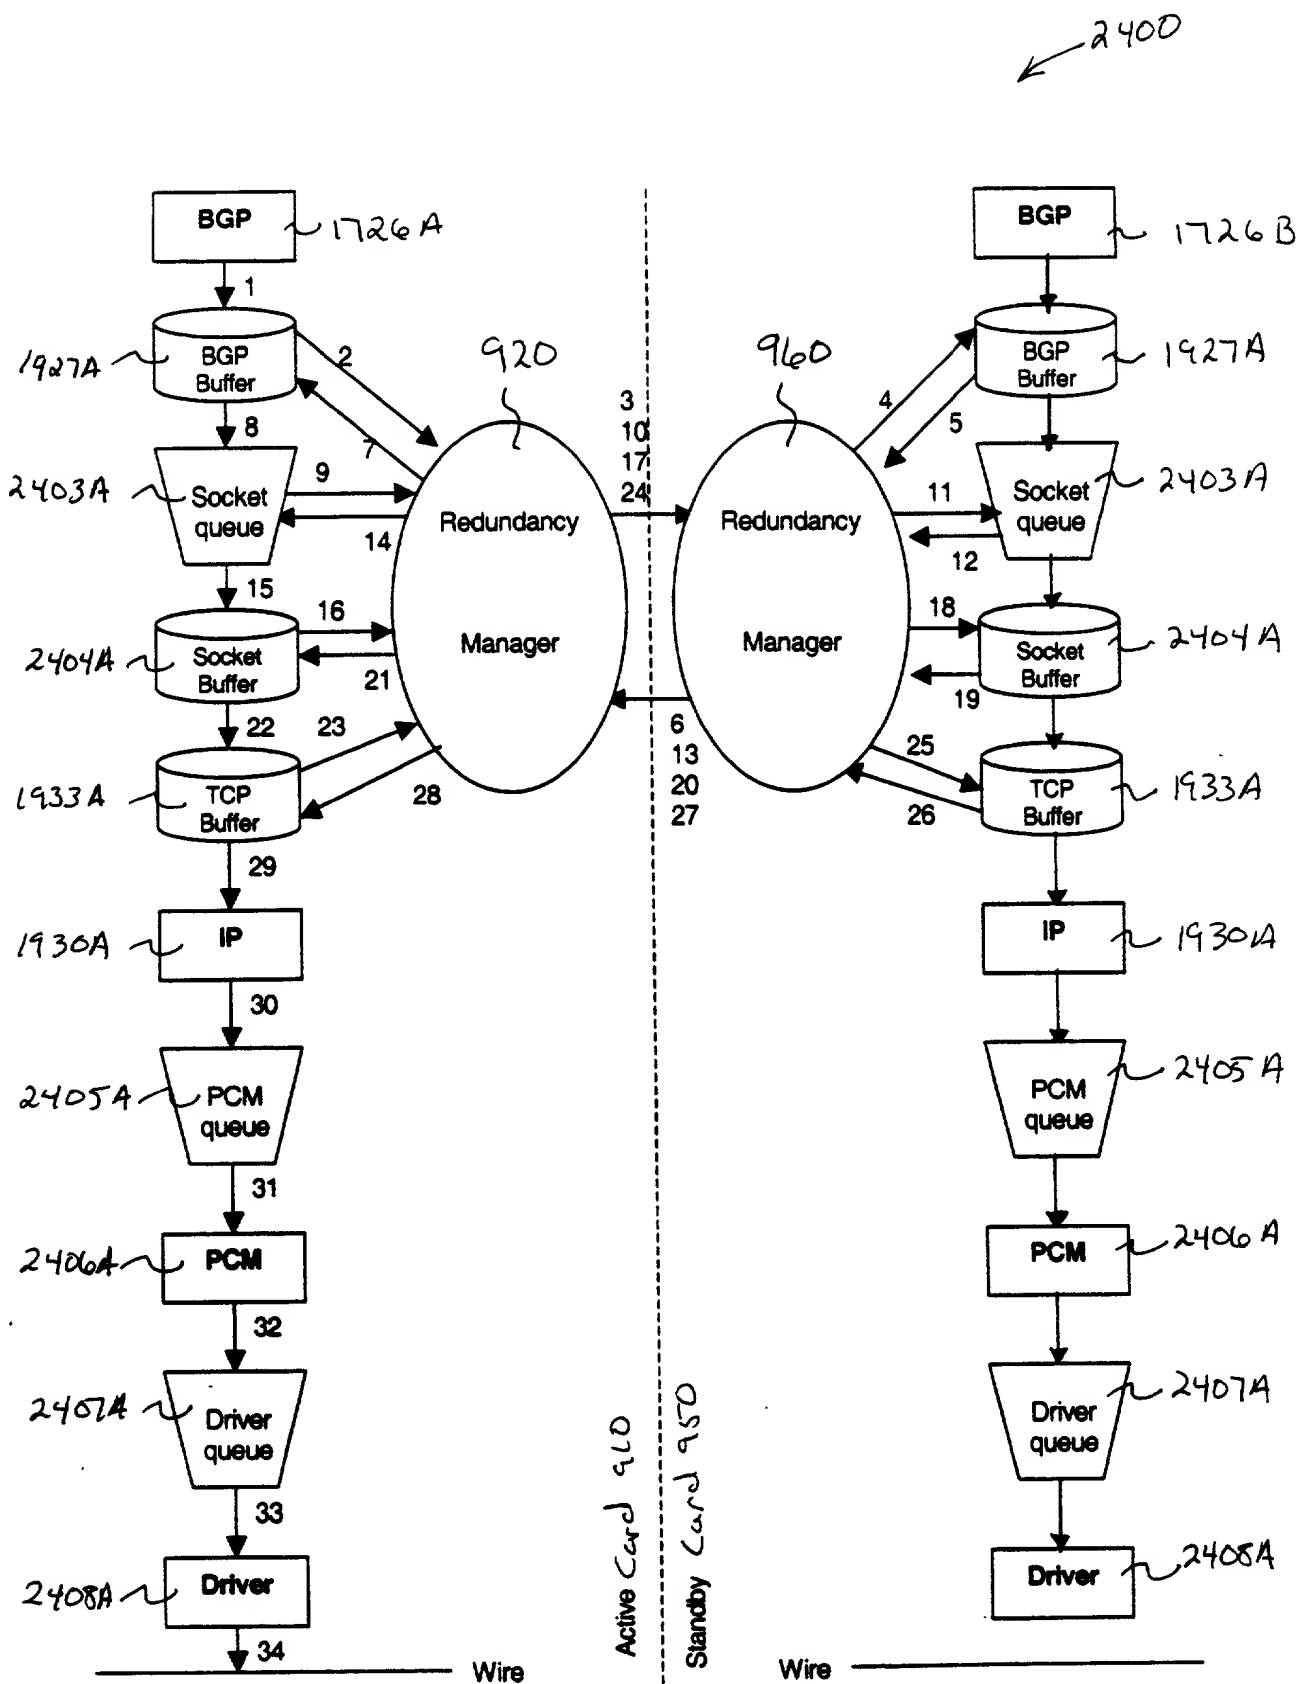 2400
BGP
1726A
BGP
1726B
1
1927A
BGP
Buffer
2
7
920
960
4
5
BGP
Buffer
1927A
3
10
17
24
8
2403A
Socket
queue
9
14
Redundancy
Manager
Redundancy
Manager
11
12
Socket
queue
2403A
15
2404A
Socket
Buffer
16
21
18
19
Socket
Buffer
2404A
6
13
20
27
22
23
28
1933A
TCP
Buffer
25
26
TCP
Buffer
1933A
29
1930A
IP
IP
1930A
30
2405A
PCM
queue
PCM
queue
2405A
31
2406A
PCM
PCM
2406A
32
2407A
Driver
queue
Driver
queue
2407A
33
2408A
Driver
Driver
2408A
34
Active Card 910
Standby Card 950
Wire
Wire